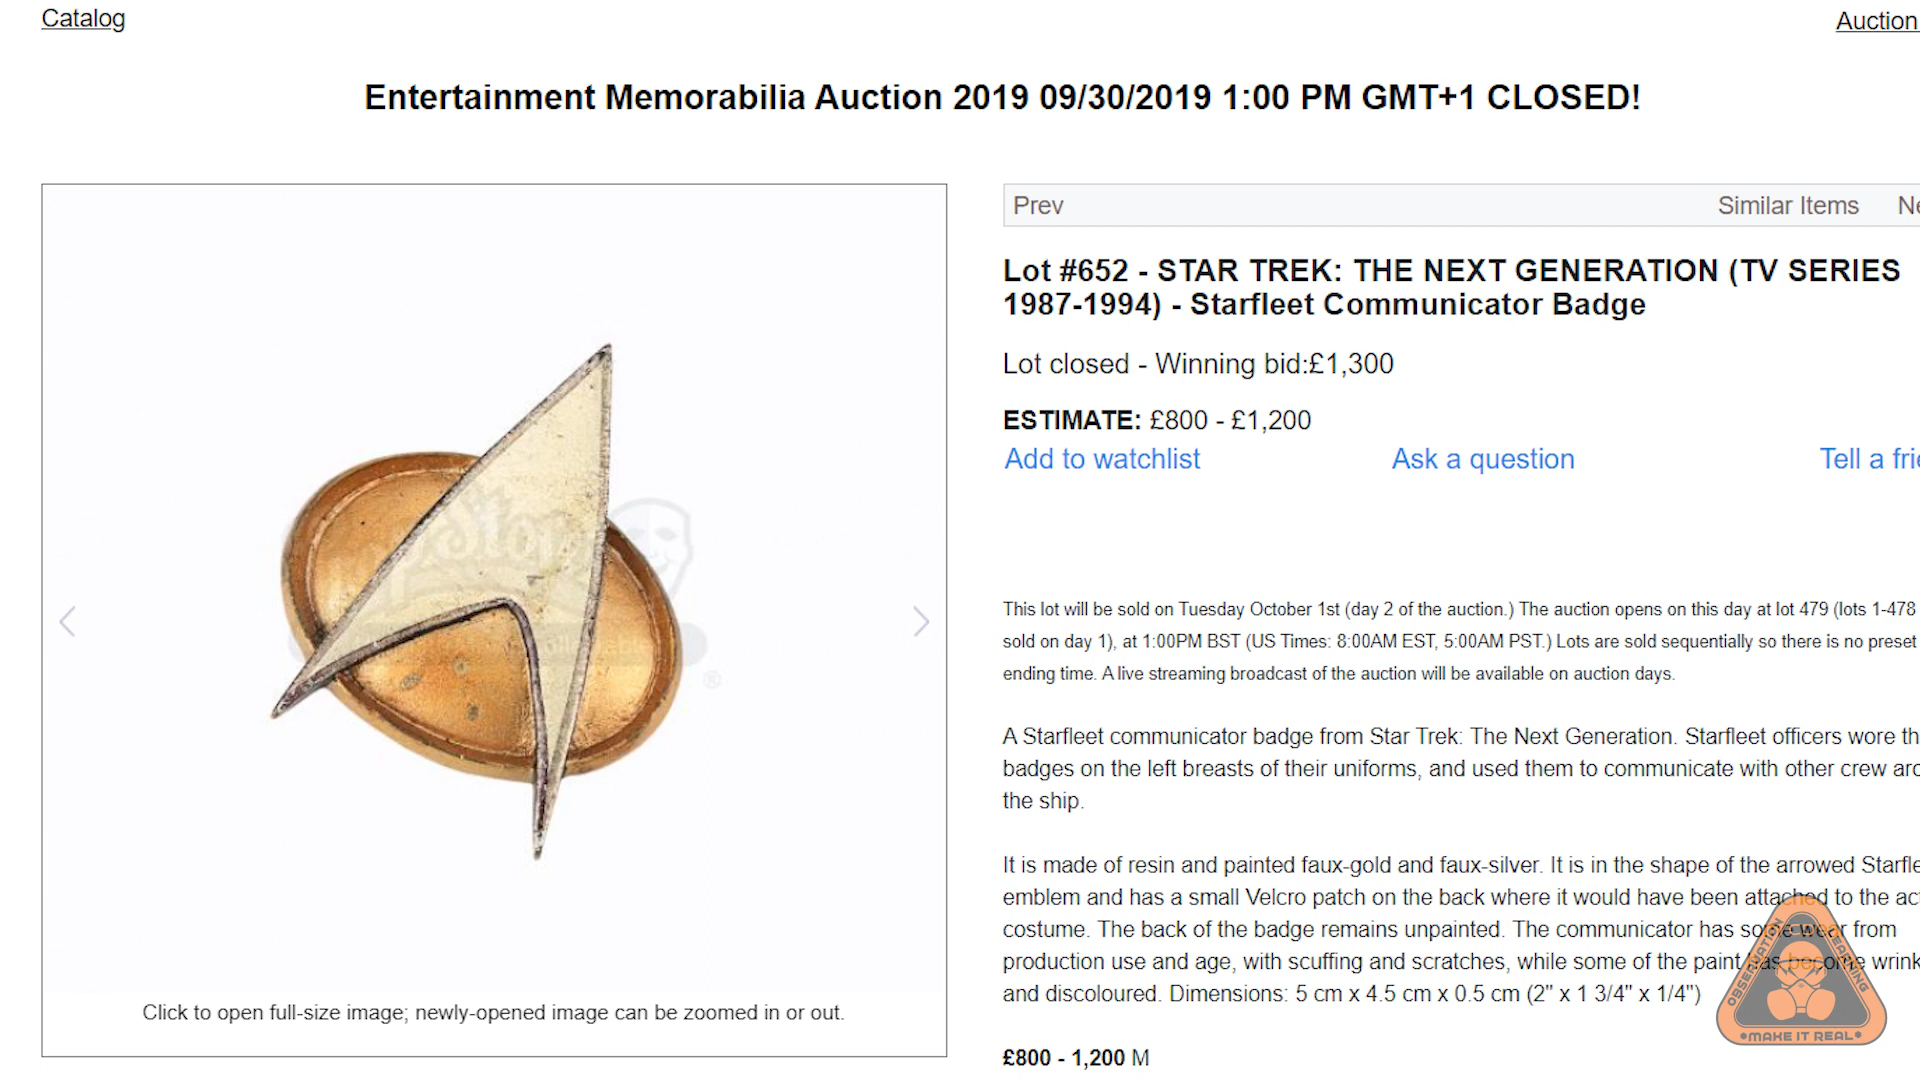 Catalog
Auction
Entertainment Memorabilia Auction 2019 09/30/2019 1:00 PM GMT+1 CLOSED!
Prev
Similar Items
Ne
Lot #652 - STAR TREK: THE NEXT GENERATION (TV SERIES
1987-1994) - Starfleet Communicator Badge
Lot closed - Winning bid:£1,300
ESTIMATE: £800 - £1,200
Add to watchlist
Ask a question
Tell a frie
This lot will be sold on Tuesday October 1st (day 2 of the auction.) The auction opens on this day at lot 479 (lots 1-478
sold on day 1), at 1:00PM BST (US Times: 8:00AM EST, 5:00AM PST.) Lots are sold sequentially so there is no preset
ending time. A live streaming broadcast of the auction will be available on auction days.
A Starfleet communicator badge from Star Trek: The Next Generation. Starfleet officers wore th
badges on the left breasts of their uniforms, and used them to communicate with other crew aro
the ship.
It is made of resin and painted faux-gold and faux-silver. It is in the shape of the arrowed Starfle
emblem and has a small Velcro patch on the back where it would have been attached to the act
costume. The back of the badge remains unpainted. The communicator has some wear from
production use and age, with scuffing and scratches, while some of the paint has become wrink
and discoloured. Dimensions: 5 cm x 4.5 cm x 0.5 cm (2" x 1 3/4" x 1/4")
£800 - 1,200 M
Click to open full-size image; newly-opened image can be zoomed in or out.
®
OBSERVATION
LEARNING
•MAKE IT REAL•